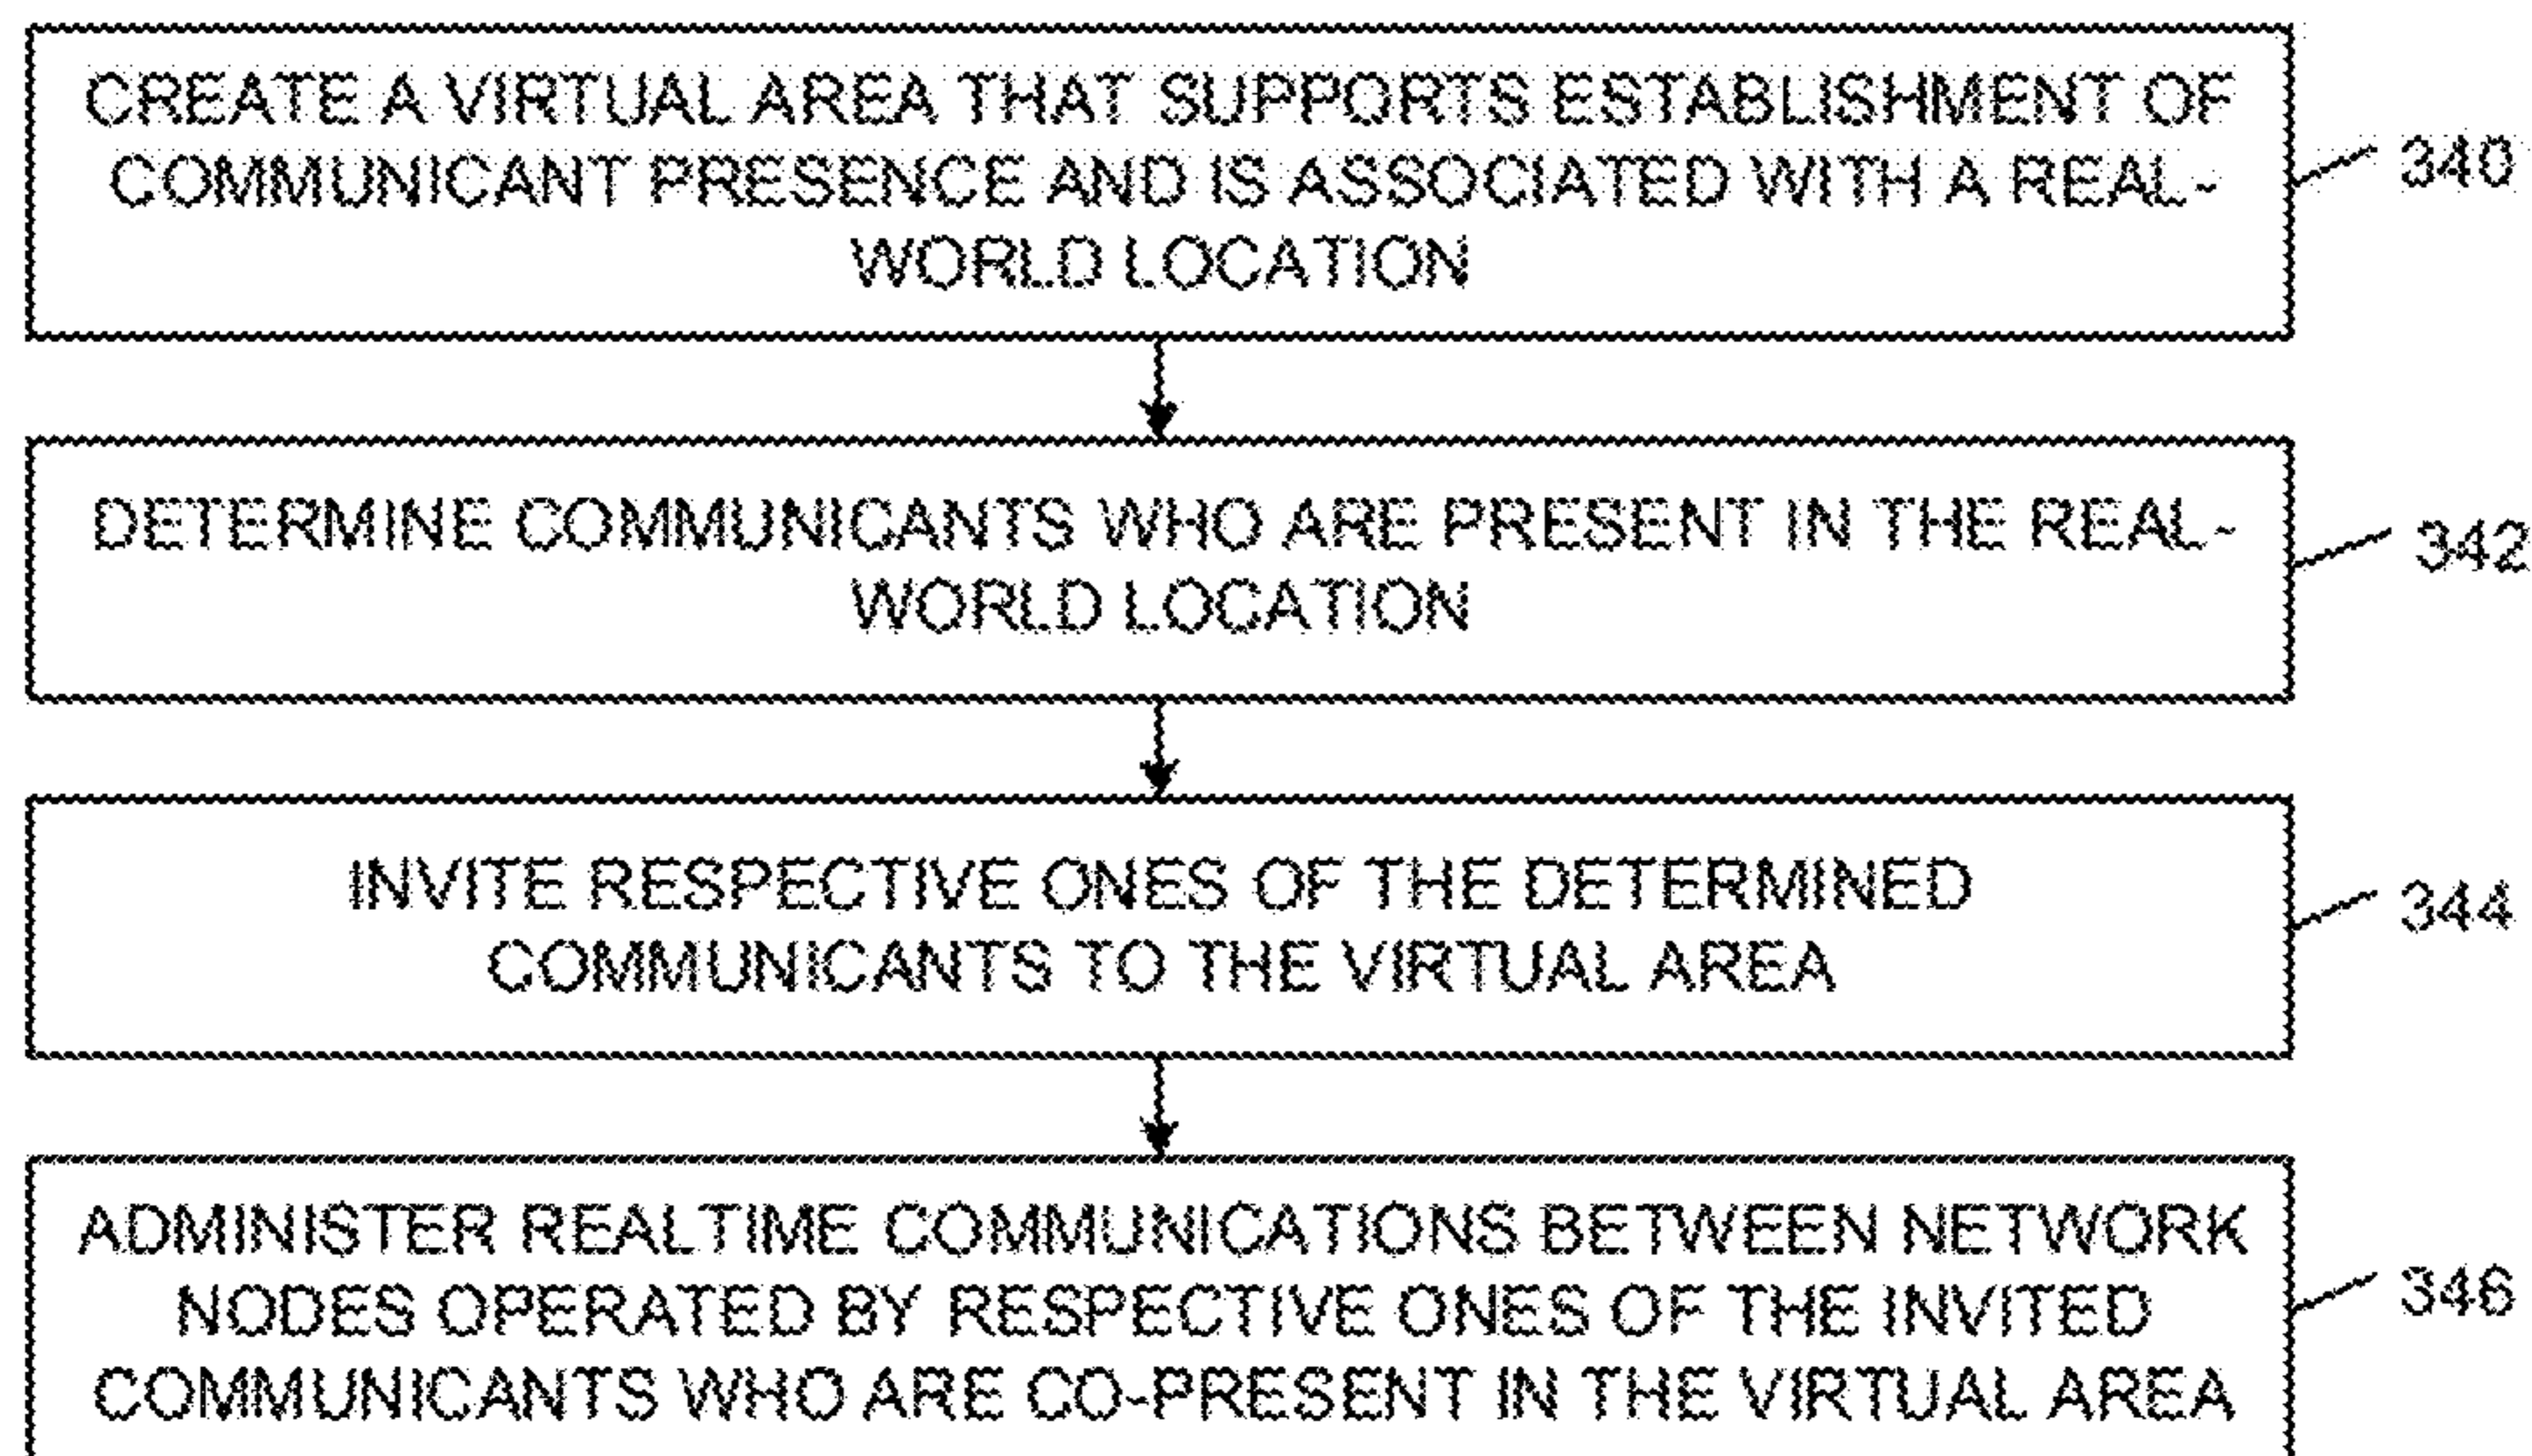 CREATE A VIRTUAL AREA THAT SUPPORTS ESTABLISHMENT OF
COMMUNICANT PRESENCE AND IS ASSOCIATED WITH A REAL-
WORLD LOCATION
340
DETERMINE COMMUNICANTS WHO ARE PRESENT IN THE REAL-
WORLD LOCATION
342
INVITE RESPECTIVE ONES OF THE DETERMINED
COMMUNICANTS TO THE VIRTUAL AREA
344
ADMINISTER REALTIME COMMUNICATIONS BETWEEN NETWORK
NODES OPERATED BY RESPECTIVE ONES OF THE INVITED
COMMUNICANTS WHO ARE CO-PRESENT IN THE VIRTUAL AREA
346